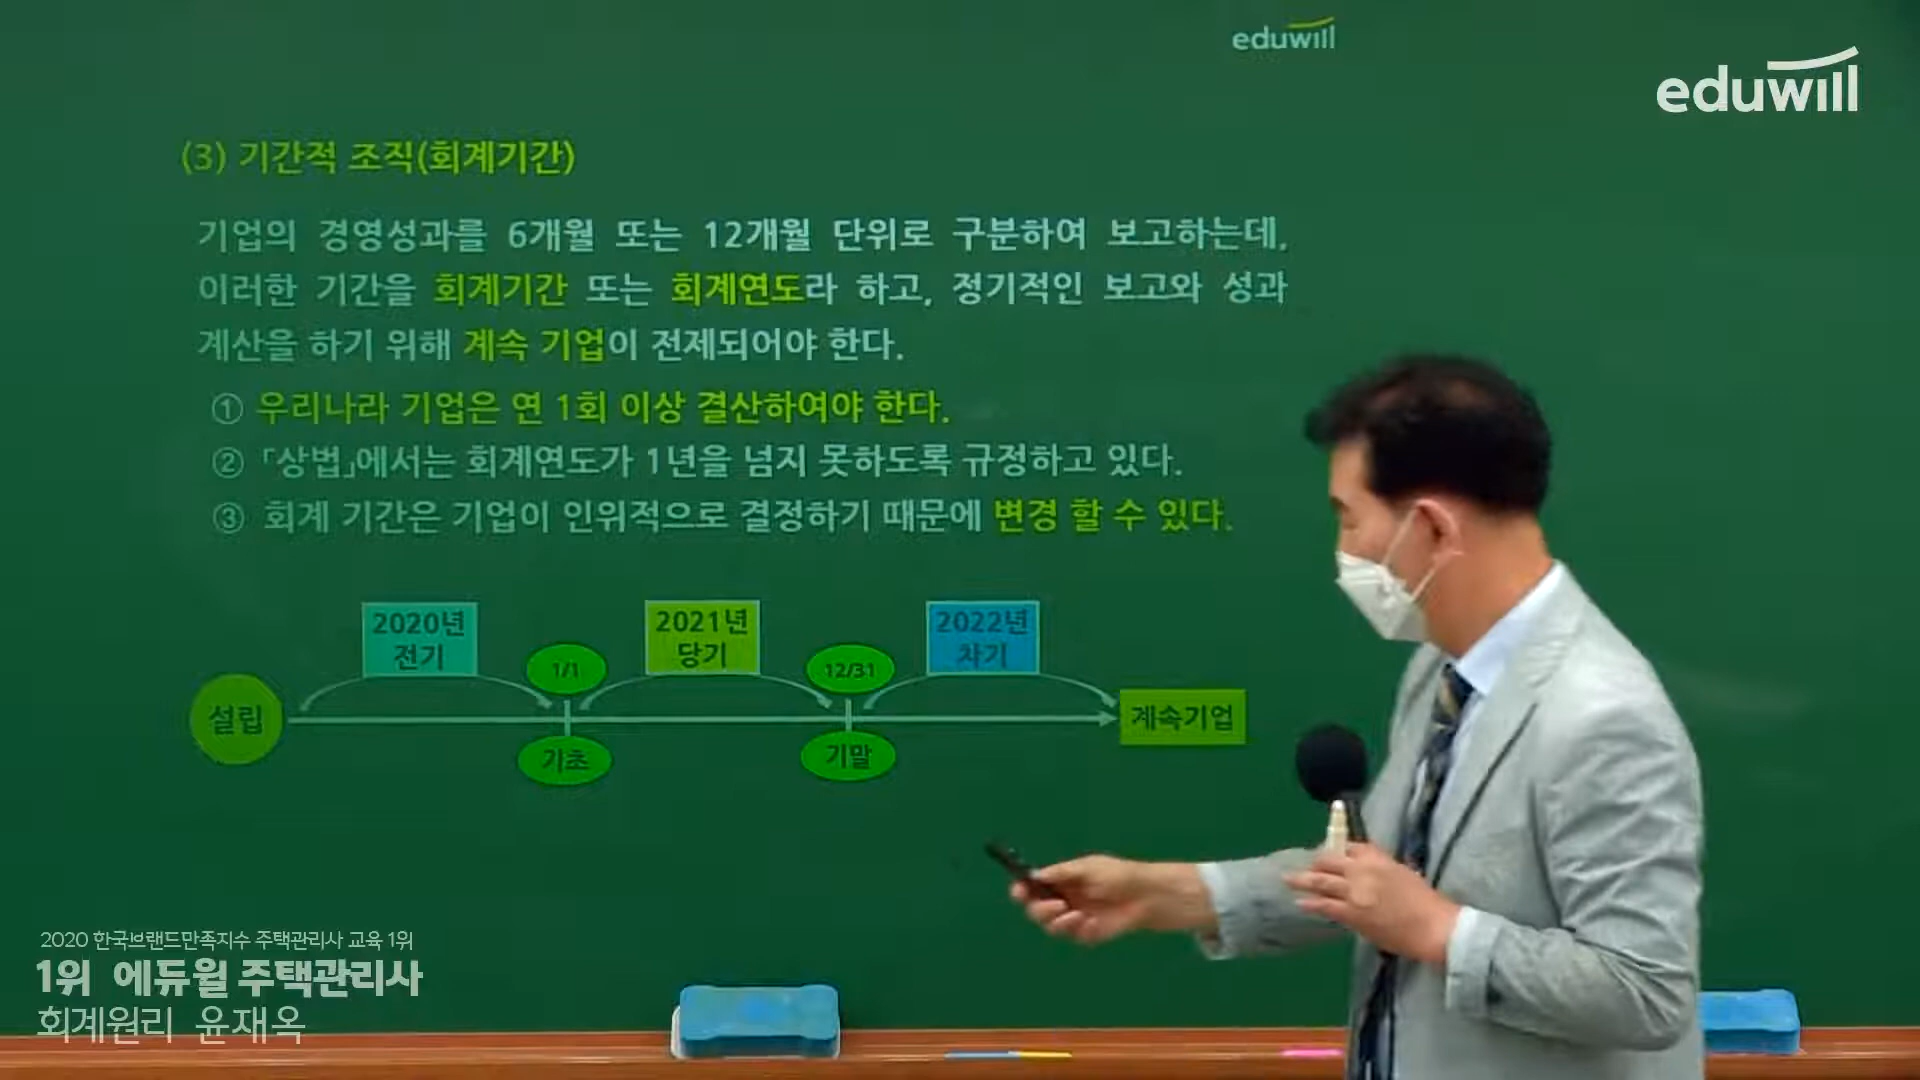 eduwill
eduwill
(3) 기간적 조직(회계기간)
기업의 경영성과를 6개월 또는 12개월 단위로 구분하여 보고하는데,
이러한 기간을 회계기간 또는 회계연도라 하고, 정기적인 보고와 성과
계산을 하기 위해 계속 기업이 전제되어야 한다.
① 우리나라 기업은 연 1회 이상 결산하여야 한다.
② 「상법」에서는 회계연도가 1년을 넘지 못하도록 규정하고 있다.
③ 회계 기간은 기업이 인위적으로 결정하기 때문에 변경 할 수 있다.
2020년
전기
2021년
당기
2022년
차기
1/1
12/31
설립
계속기업
기초
기말
2020 한국브랜드만족지수 주택관리사 교육 1위
1위 에듀윌 주택관리사
회계원리 윤재옥